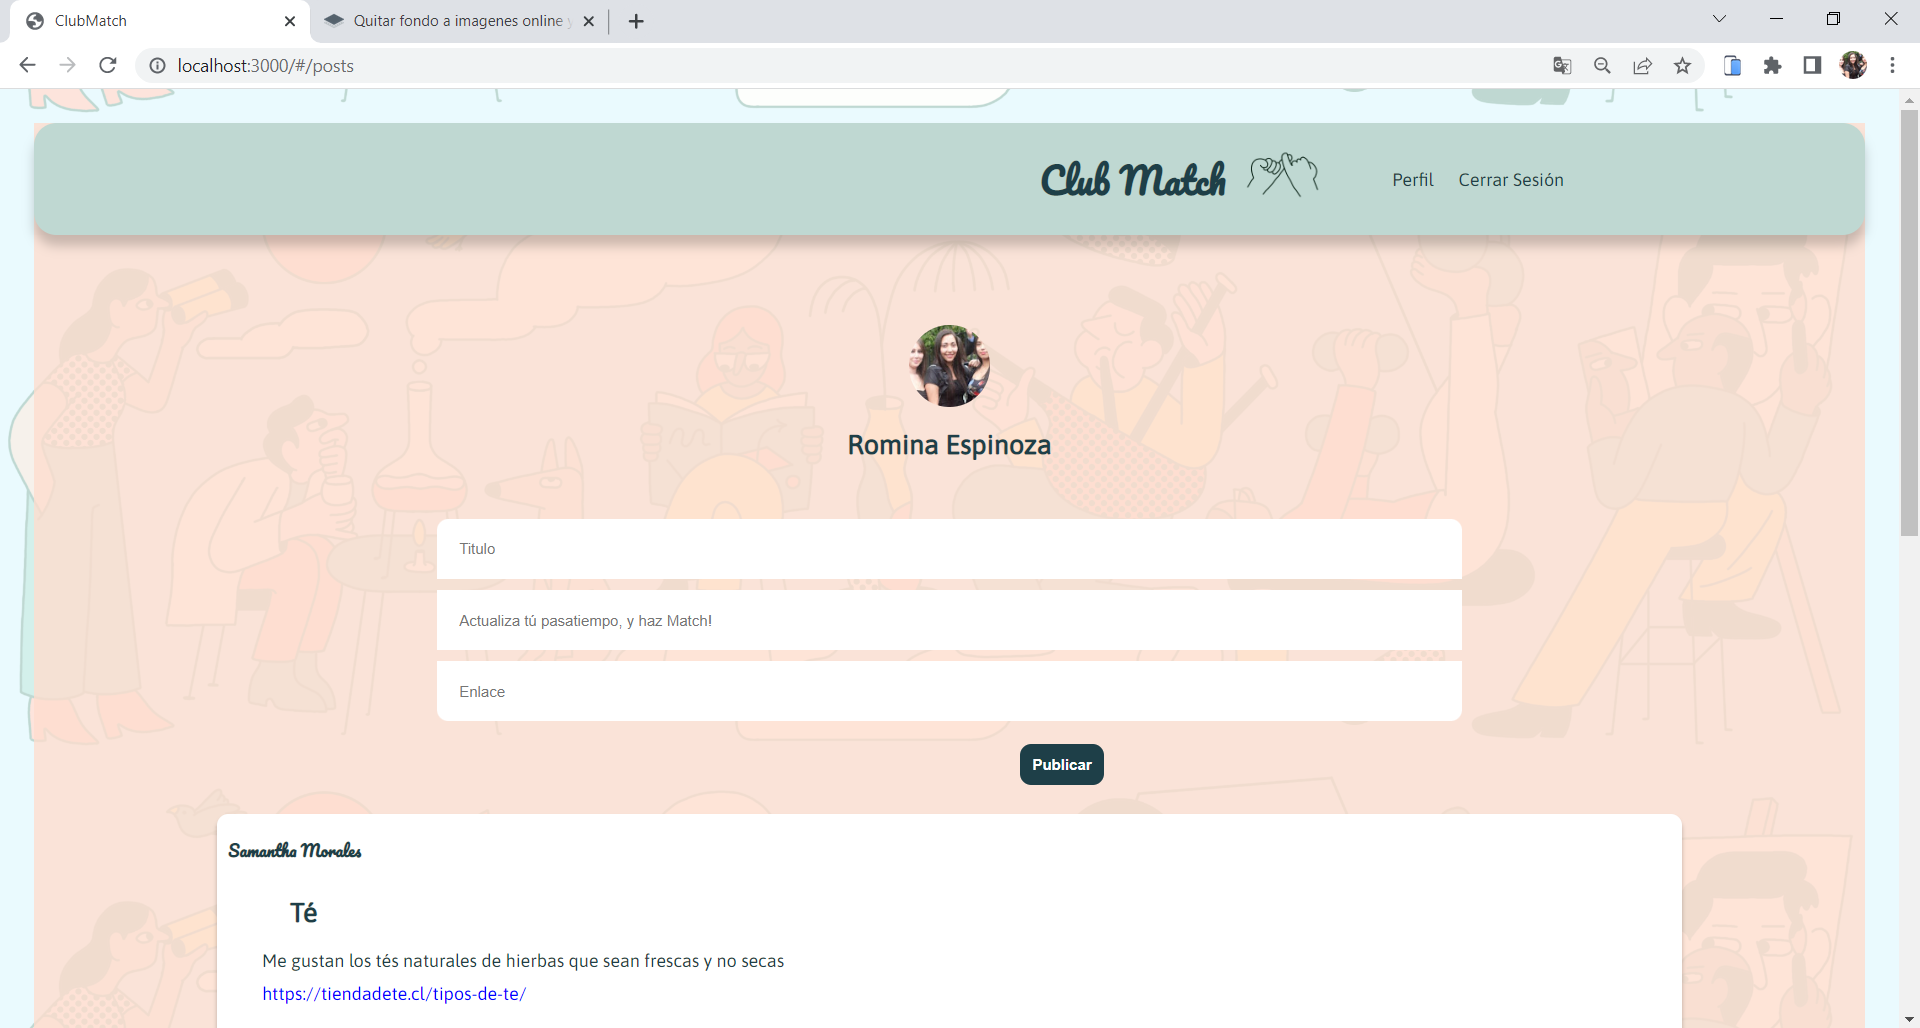 ClubMatch
Quitar fondo a imagenes online y
localhost:3000/#/posts
Club Match
Perfil
Cerrar Sesión
Romina Espinoza
Titulo
Actualiza tú pasatiempo, y haz Match!
Enlace
Publicar
Samantha Morales
Té
Me gustan los tés naturales de hierbas que sean frescas y no secas
https://tiendadete.cl/tipos-de-te/